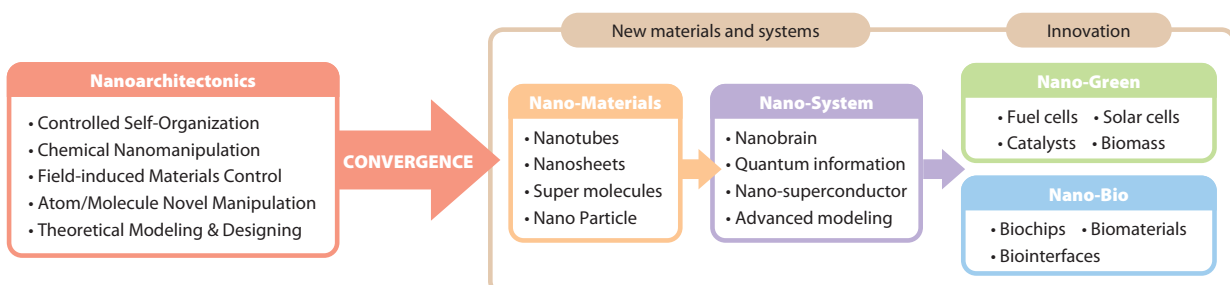 New materials and systems
Innovation
Nanoarchitectonics
• Controlled Self-Organization
• Chemical Nanomanipulation
• Field-induced Materials Control
• Atom/Molecule Novel Manipulation
• Theoretical Modeling & Designing
CONVERGENCE
Nano-Materials
• Nanotubes
• Nanosheets
• Super molecules
• Nano Particle
Nano-System
• Nanobrain
• Quantum information
• Nano-superconductor
• Advanced modeling
Nano-Green
• Fuel cells • Solar cells
• Catalysts • Biomass
Nano-Bio
• Biochips • Biomaterials
• Biointerfaces